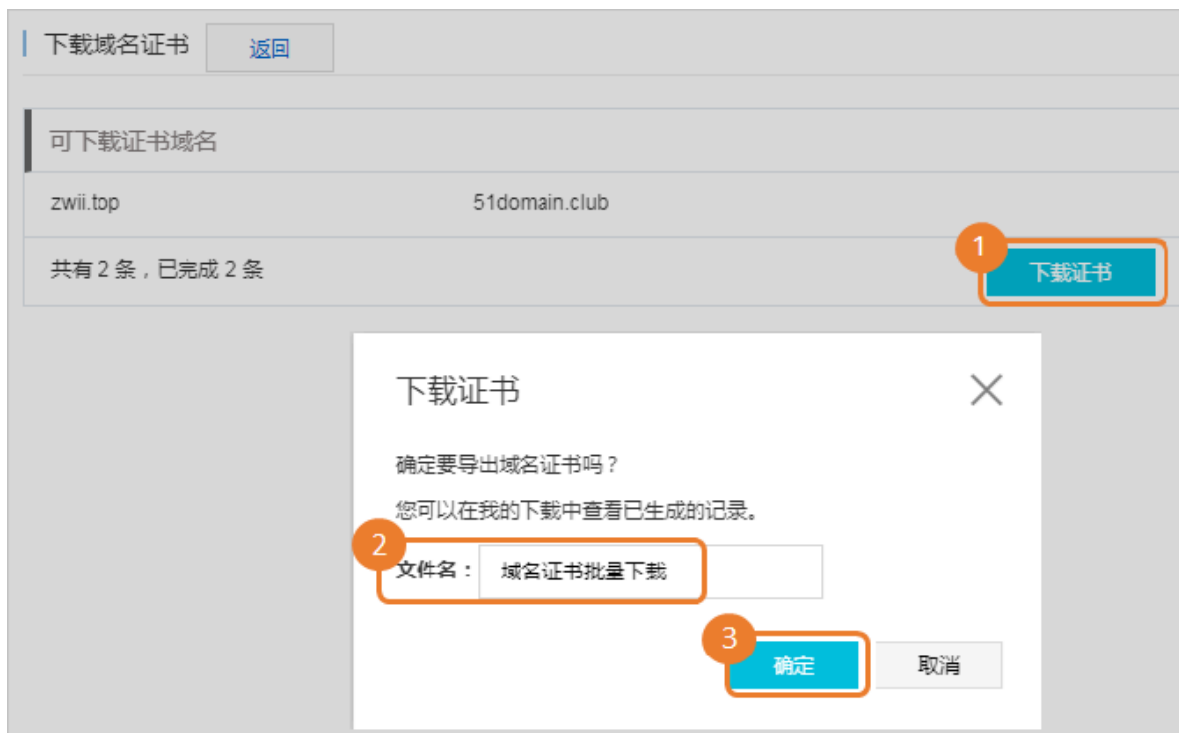 下载域名证书 返回
可下载证书域名
zwii.top 51domain.club
共有 2 条，已完成 2 条 1 下载证书
下载证书
确定要导出域名证书吗？
您可以在我的下载中查看已生成的记录。
2 文件名： 域名证书批量下载
3 确定 取消